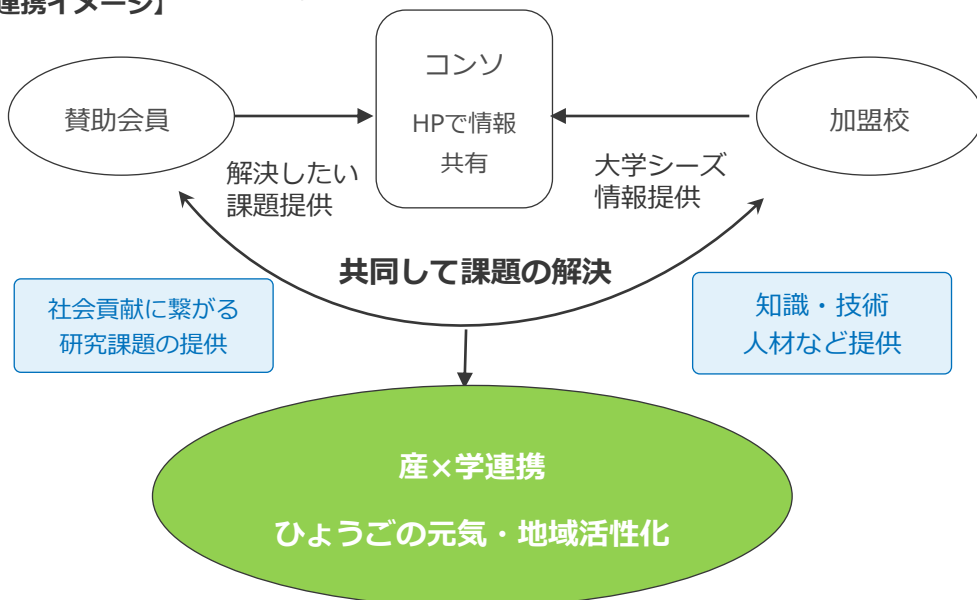 連携イメージ】
コンソ
HPで情報
共有
賛助会員
加盟校
解決したい
課題提供
大学シーズ
情報提供
共同して課題の解決
社会貢献に繋がる
研究課題の提供
知識・技術
人材など提供
産×学連携
ひょうごの元気・地域活性化